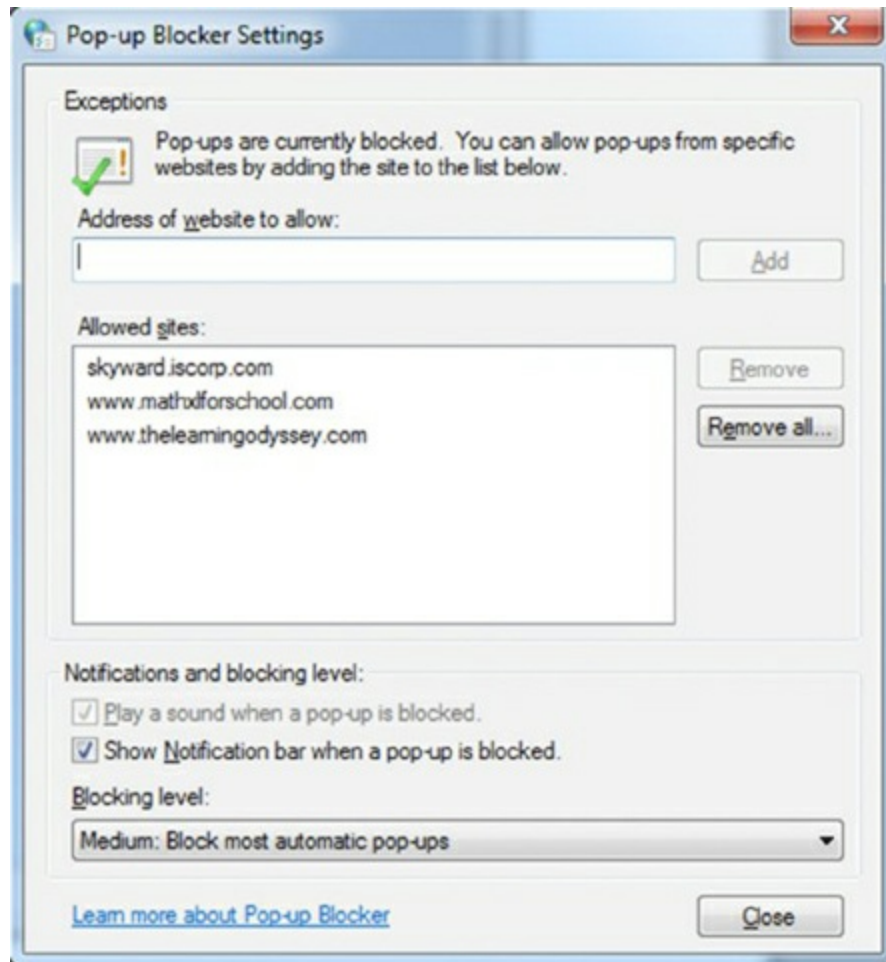 Pop-up Blocker Settings
Exceptions
Pop-ups are currently blocked. You can allow pop-ups from specific
websites by adding the site to the list below.
Address of website to allow:
Add
Allowed sites:
skyward.iscorp.com
www.mathxlforschool.com
www.thelearningodyssey.com
Remove
Remove all...
Notifications and blocking level:
Play a sound when a pop-up is blocked.
Show Notification bar when a pop-up is blocked.
Blocking level:
Medium: Block most automatic pop-ups
Learn more about Pop-up Blocker
Close